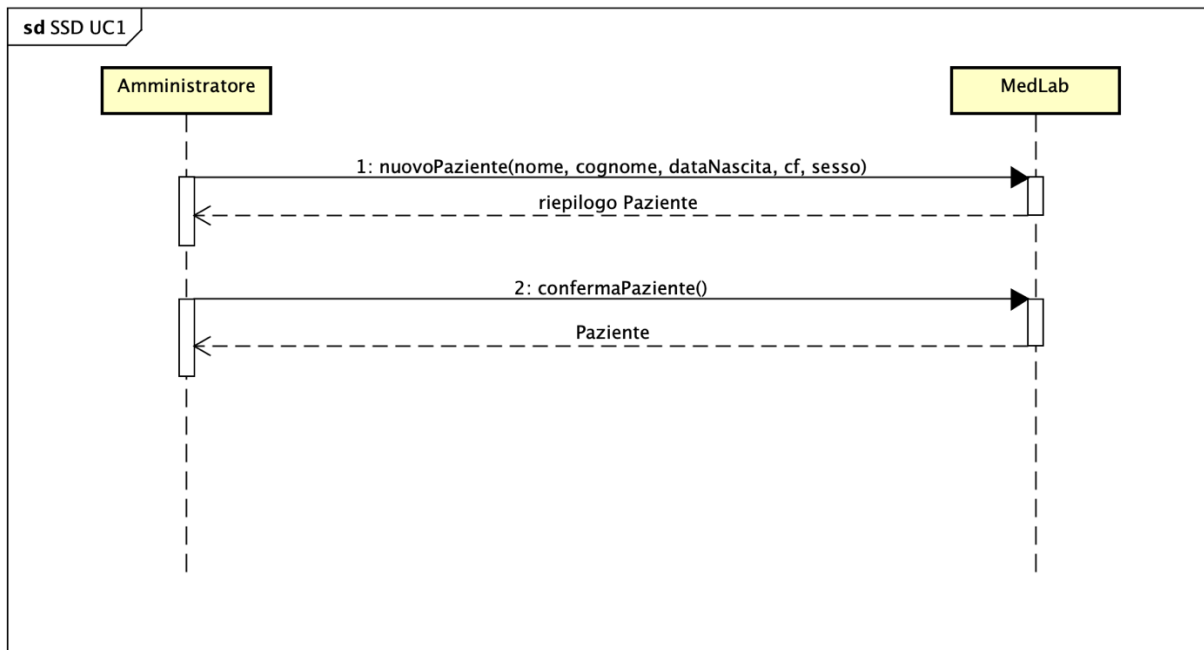 sd SSD UC1
Amministratore
MedLab
1: nuovoPaziente(nome, cognome, dataNascita, cf, sesso)
riepilogo Paziente
2: confermaPaziente()
Paziente